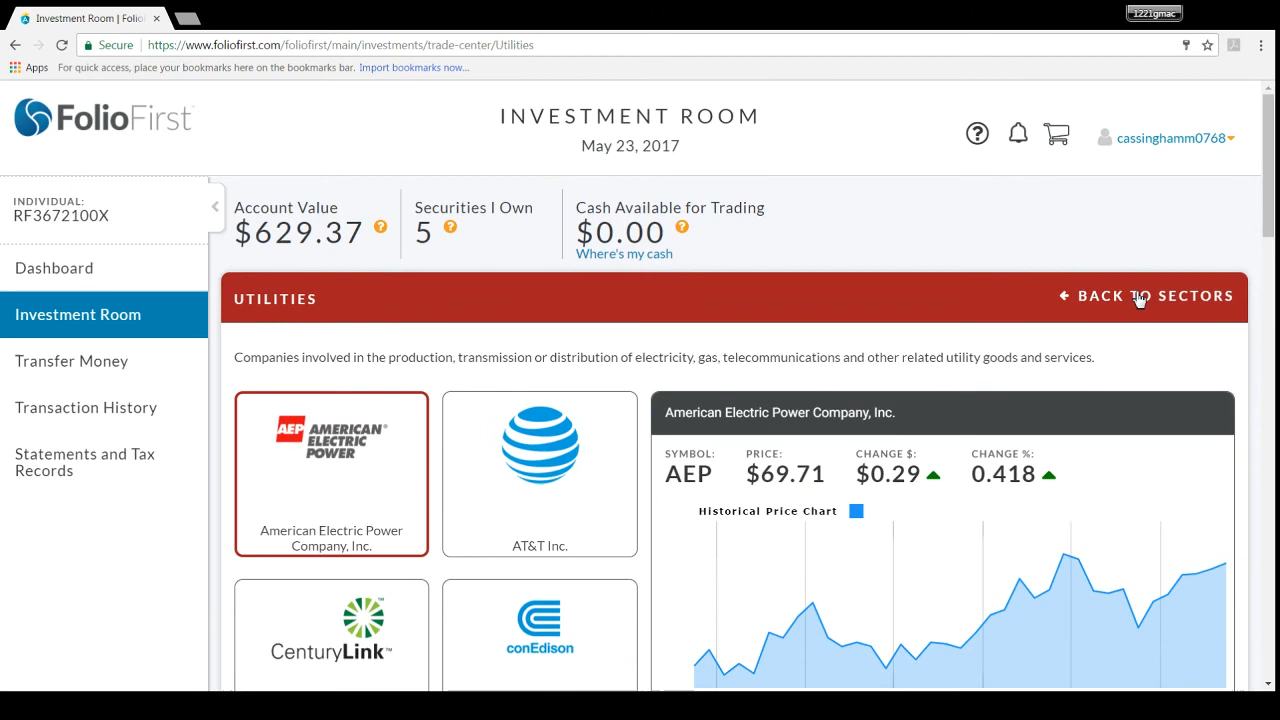 Investment Room | Folio
1221gmac
Secure
https://www.foliofirst.com/foliofirst/main/investments/trade-center/Utilities
Apps
For quick access, place your bookmarks here on the bookmarks bar. Import bookmarks now...
FolioFirst
INVESTMENT ROOM
May 23, 2017
cassinghamm0768
INDIVIDUAL:
RF3672100X
Dashboard
Investment Room
Transfer Money
Transaction History
Statements and Tax
Records
Account Value
$629.37
Securities I Own
5
Cash Available for Trading
$0.00
Where's my cash
UTILITIES
BACK TO SECTORS
Companies involved in the production, transmission or distribution of electricity, gas, telecommunications and other related utility goods and services.
AEP AMERICAN
ELECTRIC
POWER
American Electric Power
Company, Inc.
AT&T Inc.
CenturyLink™
conEdison
American Electric Power Company, Inc.
SYMBOL: PRICE: CHANGE $: CHANGE %:
AEP $69.71 $0.29 0.418
Historical Price Chart